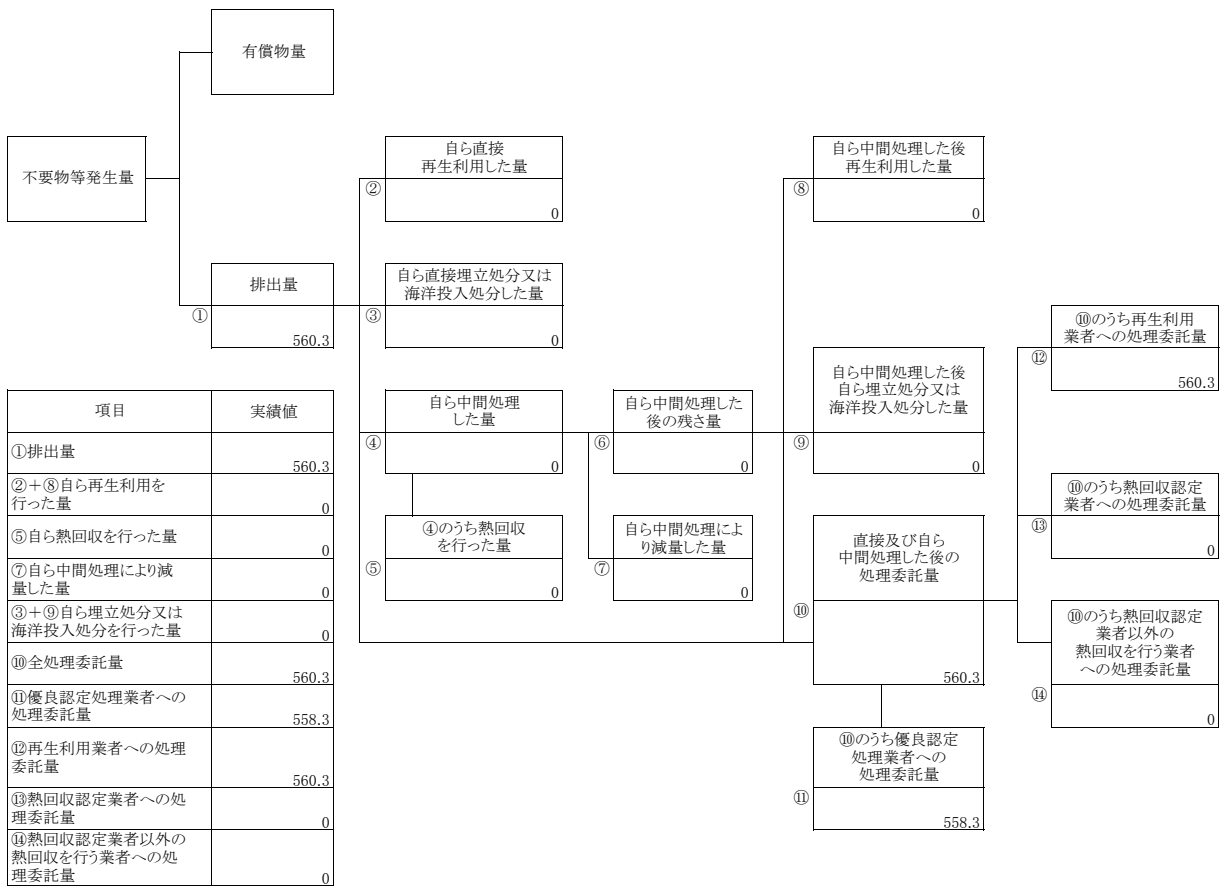 有償物量
不要物等発生量
排出量
①
560.3
自ら直接
再生利用した量
②
0
自ら直接埋立処分又は
海洋投入処分した量
③
0
自ら中間処理
した量
④
0
④のうち熱回収
を行った量
⑤
0
自ら中間処理した
後の残さ量
⑥
0
自ら中間処理によ
り減量した量
⑦
0
自ら中間処理した後
再生利用した量
⑧
0
自ら中間処理した後
自ら埋立処分又は
海洋投入処分した量
⑨
0
直接及び自ら
中間処理した後の
処理委託量
⑩
560.3
⑩のうち優良認定
処理業者への
処理委託量
⑪
558.3
⑩のうち再生利用
業者への処理委託量
⑫
560.3
⑩のうち熱回収認定
業者への処理委託量
⑬
0
⑩のうち熱回収認定
業者以外の
熱回収を行う業者
への処理委託量
⑭
0
項目 実績値
①排出量
560.3
②+⑧自ら再生利用を
行った量
0
⑤自ら熱回収を行った量
0
⑦自ら中間処理により減
量した量
0
③+⑨自ら埋立処分又は
海洋投入処分を行った量
0
⑩全処理委託量
560.3
⑪優良認定処理業者への
処理委託量
558.3
⑫再生利用業者への処理
委託量
560.3
⑬熱回収認定業者への処
理委託量
0
⑭熱回収認定業者以外の
熱回収を行う業者への処
理委託量
0